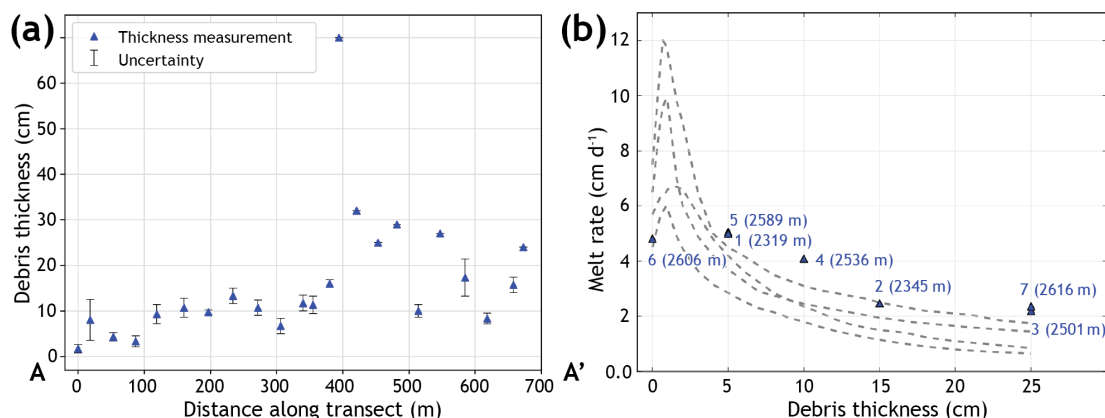 (a)
Thickness measurement
Uncertainty
Debris thickness (cm)
60
50
40
30
20
10
0
A
0
100
200
300
400
500
600
700
A'
Distance along transect (m)
(b)
Melt rate (cm d⁻¹)
12
10
8
6
4
2
0.0
5 (2589 m)
1 (2319 m)
6 (2606 m)
4 (2536 m)
2 (2345 m)
7 (2616 m)
3 (2501 m)
0
5
10
15
20
25
Debris thickness (cm)